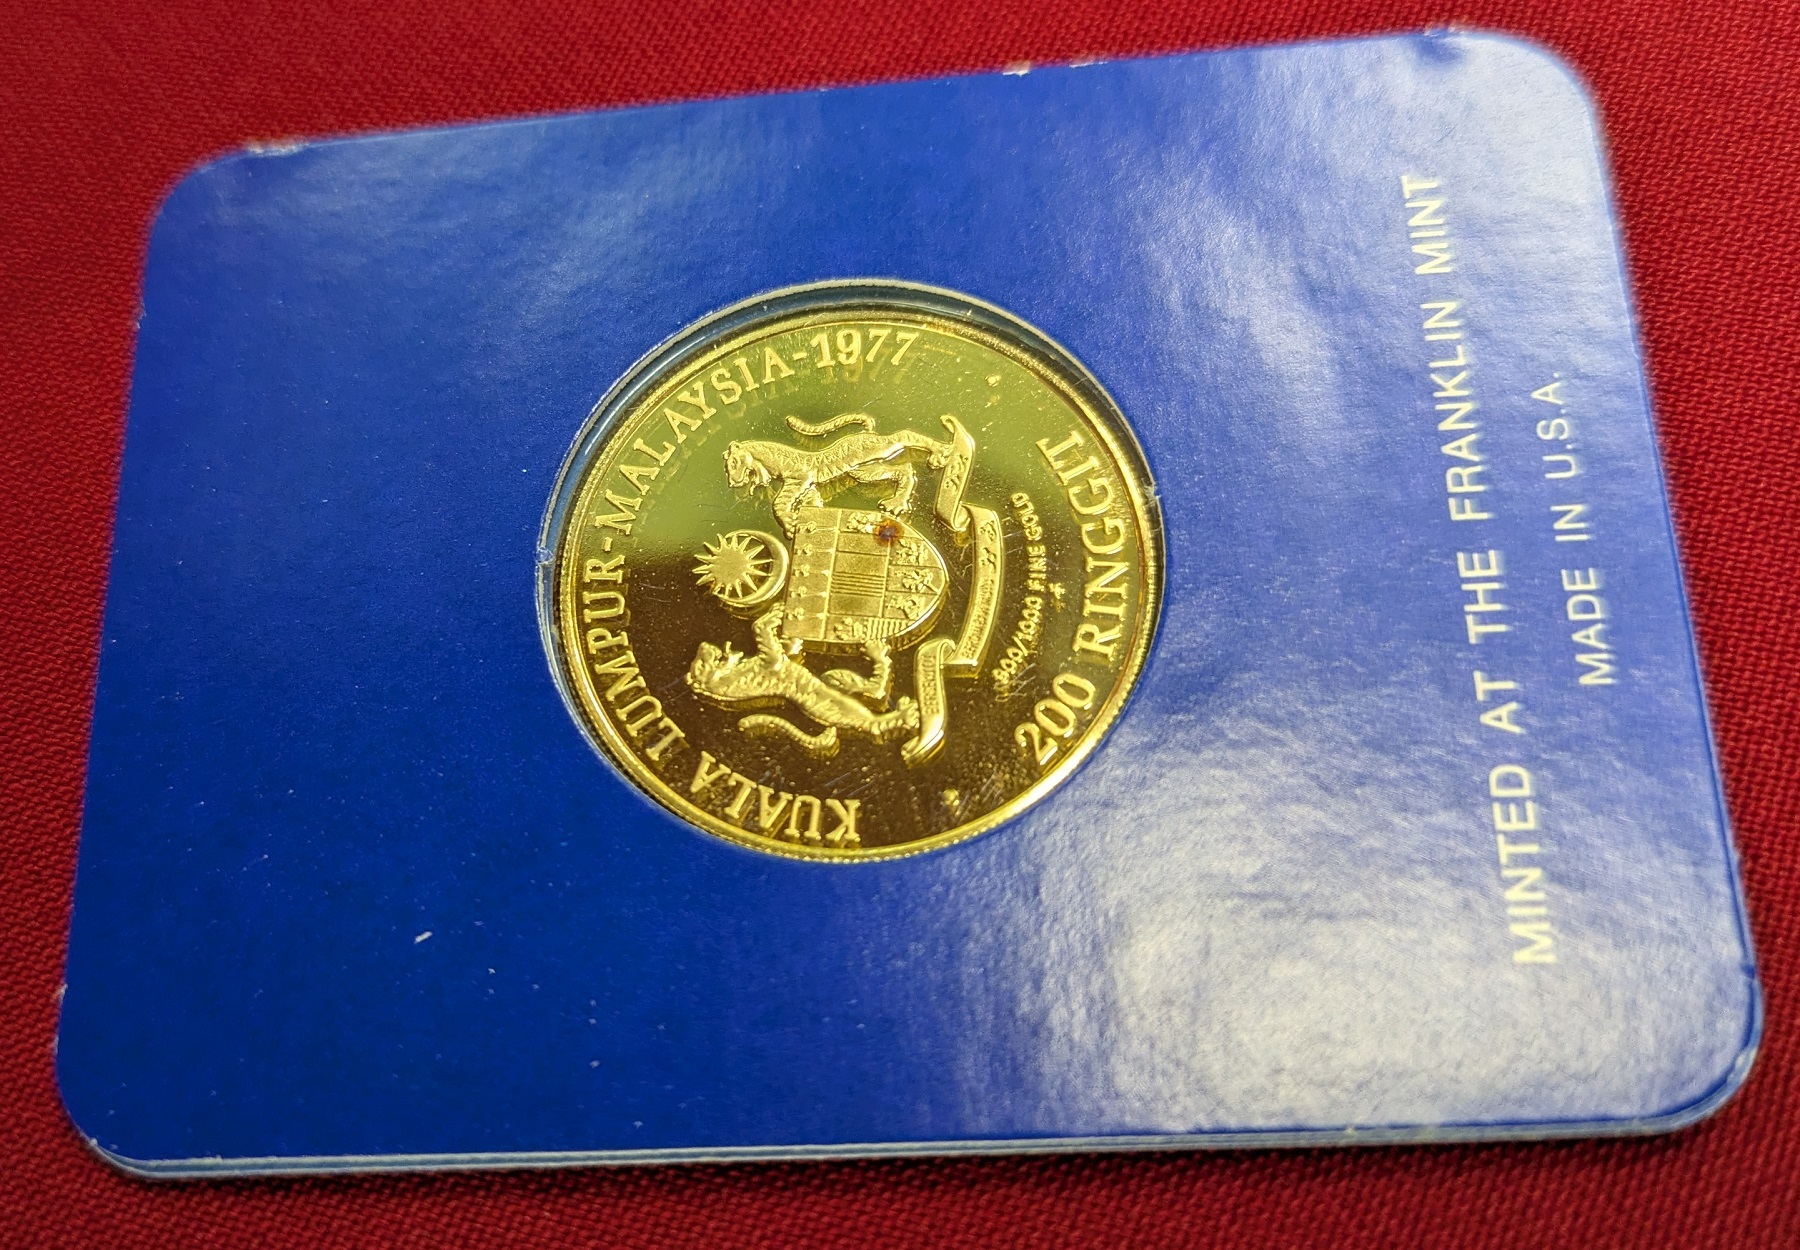 KUALA LUMPUR-MALAYSIA-1977
.900/1000 FINE GOLD
200 RINGGIT
MINTED AT THE FRANKLIN MINT
MADE IN U.S.A.